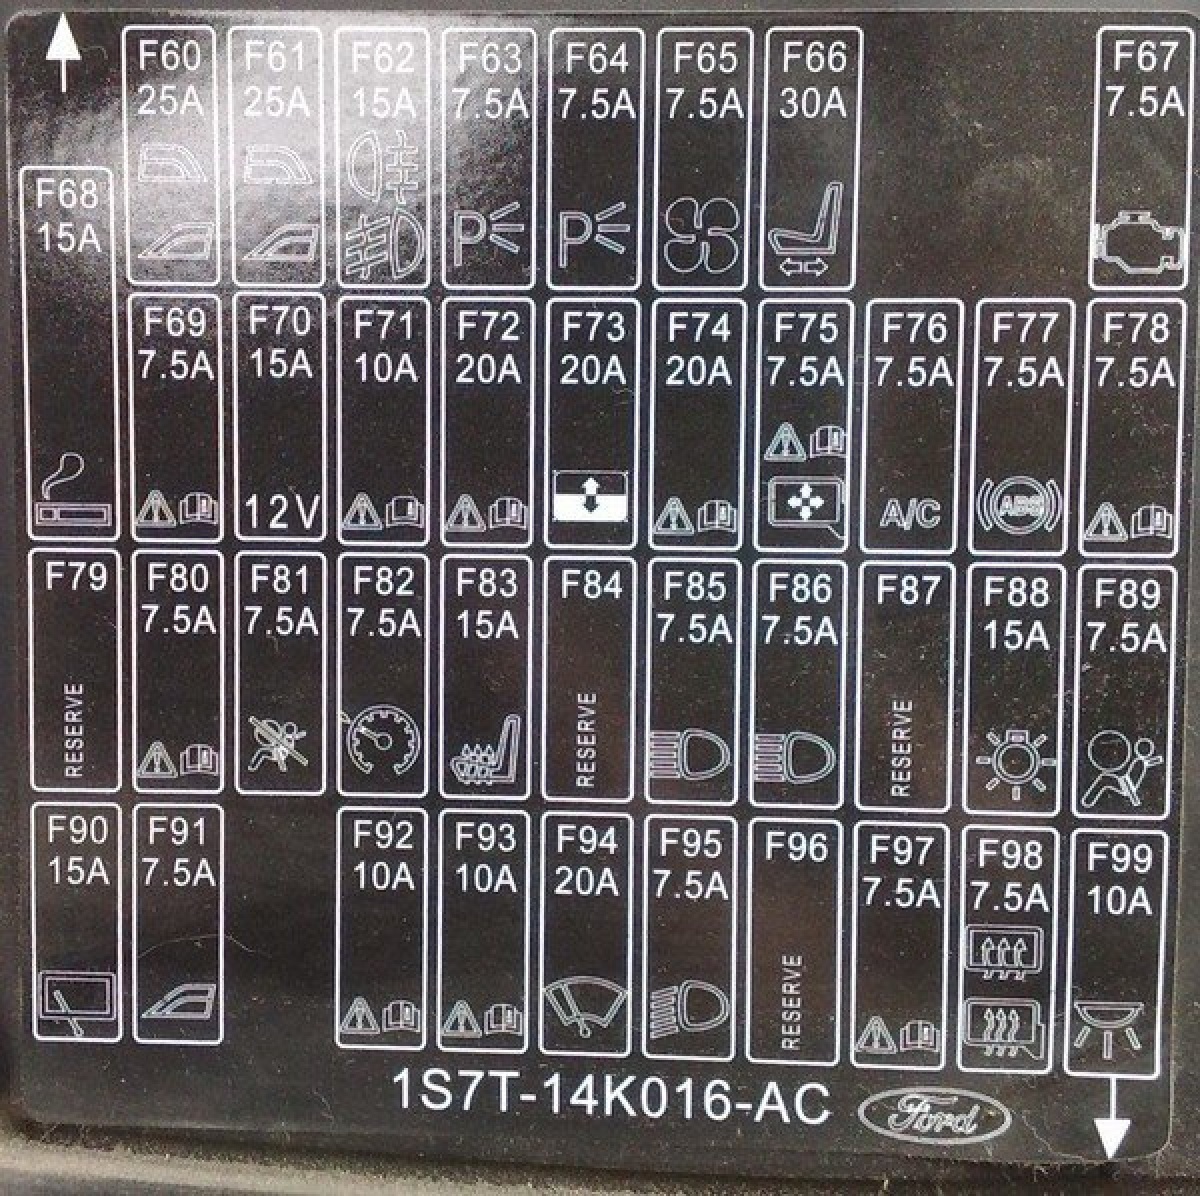 F60 F61 F62 F63 F64 F65 F66 F67
25A 25A 15A 7.5A 7.5A 7.5A 30A 7.5A
F68
15A
P P
F69 F70 F71 F72 F73 F74 F75 F76 F77 F78
7.5A 15A 10A 20A 20A 20A 7.5A 7.5A 7.5A 7.5A
12V A/C ABS
F79 F80 F81 F82 F83 F84 F85 F86 F87 F88 F89
7.5A 7.5A 7.5A 15A 7.5A 7.5A 15A 7.5A
RESERVE RESERVE RESERVE
F90 F91 F92 F93 F94 F95 F96 F97 F98 F99
15A 7.5A 10A 10A 20A 7.5A 7.5A 7.5A 10A
RESERVE
1S7T-14K016-AC Ford